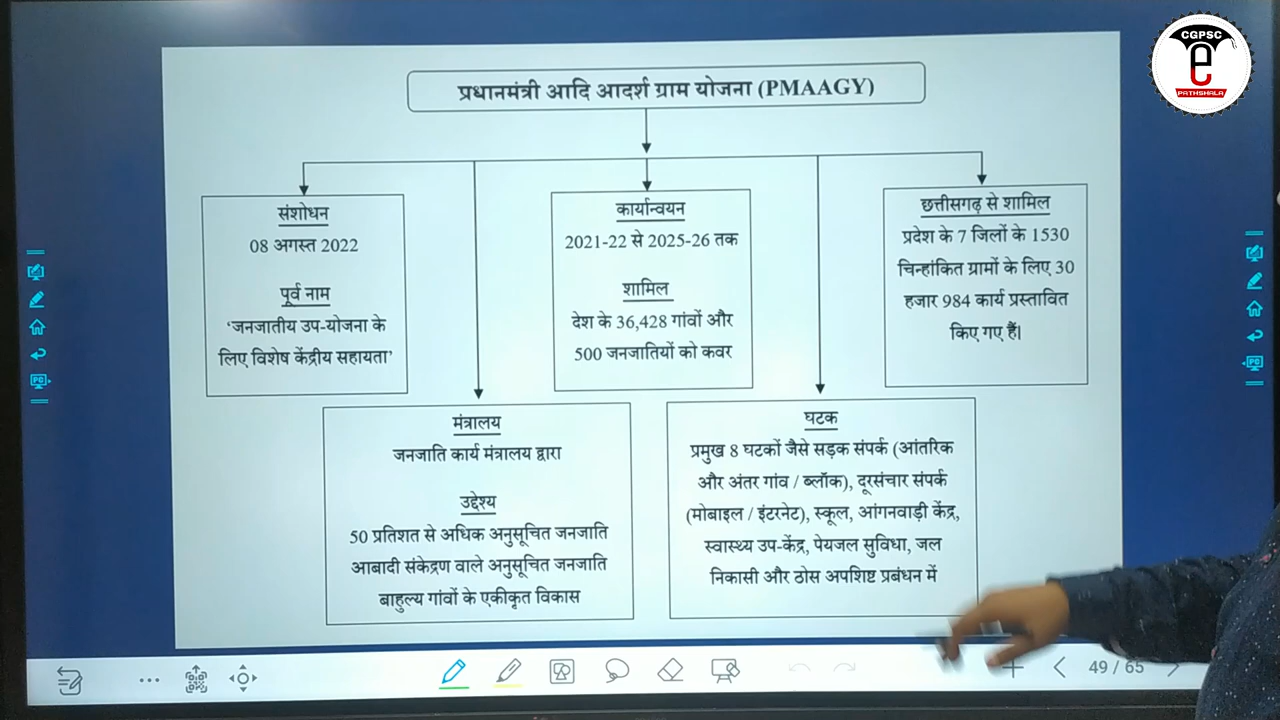 CGPSC
e
PATHSHALA
प्रधानमंत्री आदि आदर्श ग्राम योजना (PMAAGY)
संशोधन
08 अगस्त 2022
पूर्व नाम
'जनजातीय उप-योजना के
लिए विशेष केंद्रीय सहायता'
कार्यान्वयन
2021-22 से 2025-26 तक
शामिल
देश के 36,428 गांवों और
500 जनजातियों को कवर
छत्तीसगढ़ से शामिल
प्रदेश के 7 जिलों के 1530
चिन्हांकित ग्रामों के लिए 30
हजार 984 कार्य प्रस्तावित
किए गए हैं।
मंत्रालय
जनजाति कार्य मंत्रालय द्वारा
उद्देश्य
50 प्रतिशत से अधिक अनुसूचित जनजाति
आबादी संकेद्रण वाले अनुसूचित जनजाति
बाहुल्य गांवों के एकीकृत विकास
घटक
प्रमुख 8 घटकों जैसे सड़क संपर्क (आंतरिक
और अंतर गांव / ब्लॉक), दूरसंचार संपर्क
(मोबाइल / इंटरनेट), स्कूल, आंगनवाड़ी केंद्र,
स्वास्थ्य उप-केंद्र, पेयजल सुविधा, जल
निकासी और ठोस अपशिष्ट प्रबंधन में
49 / 65